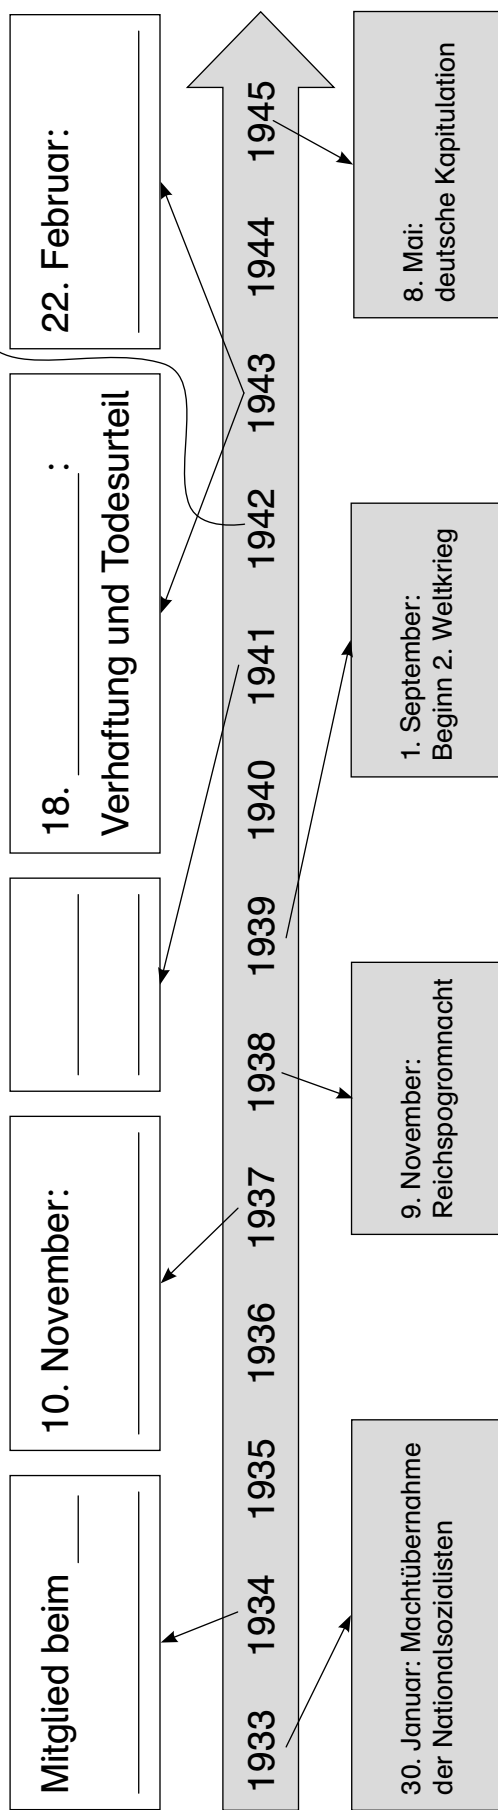 Mitglied beim __
10. November:
18. ________ :
Verhaftung und Todesurteil
22. Februar:
1933 1934 1935 1936 1937 1938 1939 1940 1941 1942 1943 1944 1945
30. Januar: Machtübernahme
der Nationalsozialisten
9. November:
Reichspogromnacht
1. September:
Beginn 2. Weltkrieg
8. Mai:
deutsche Kapitulation